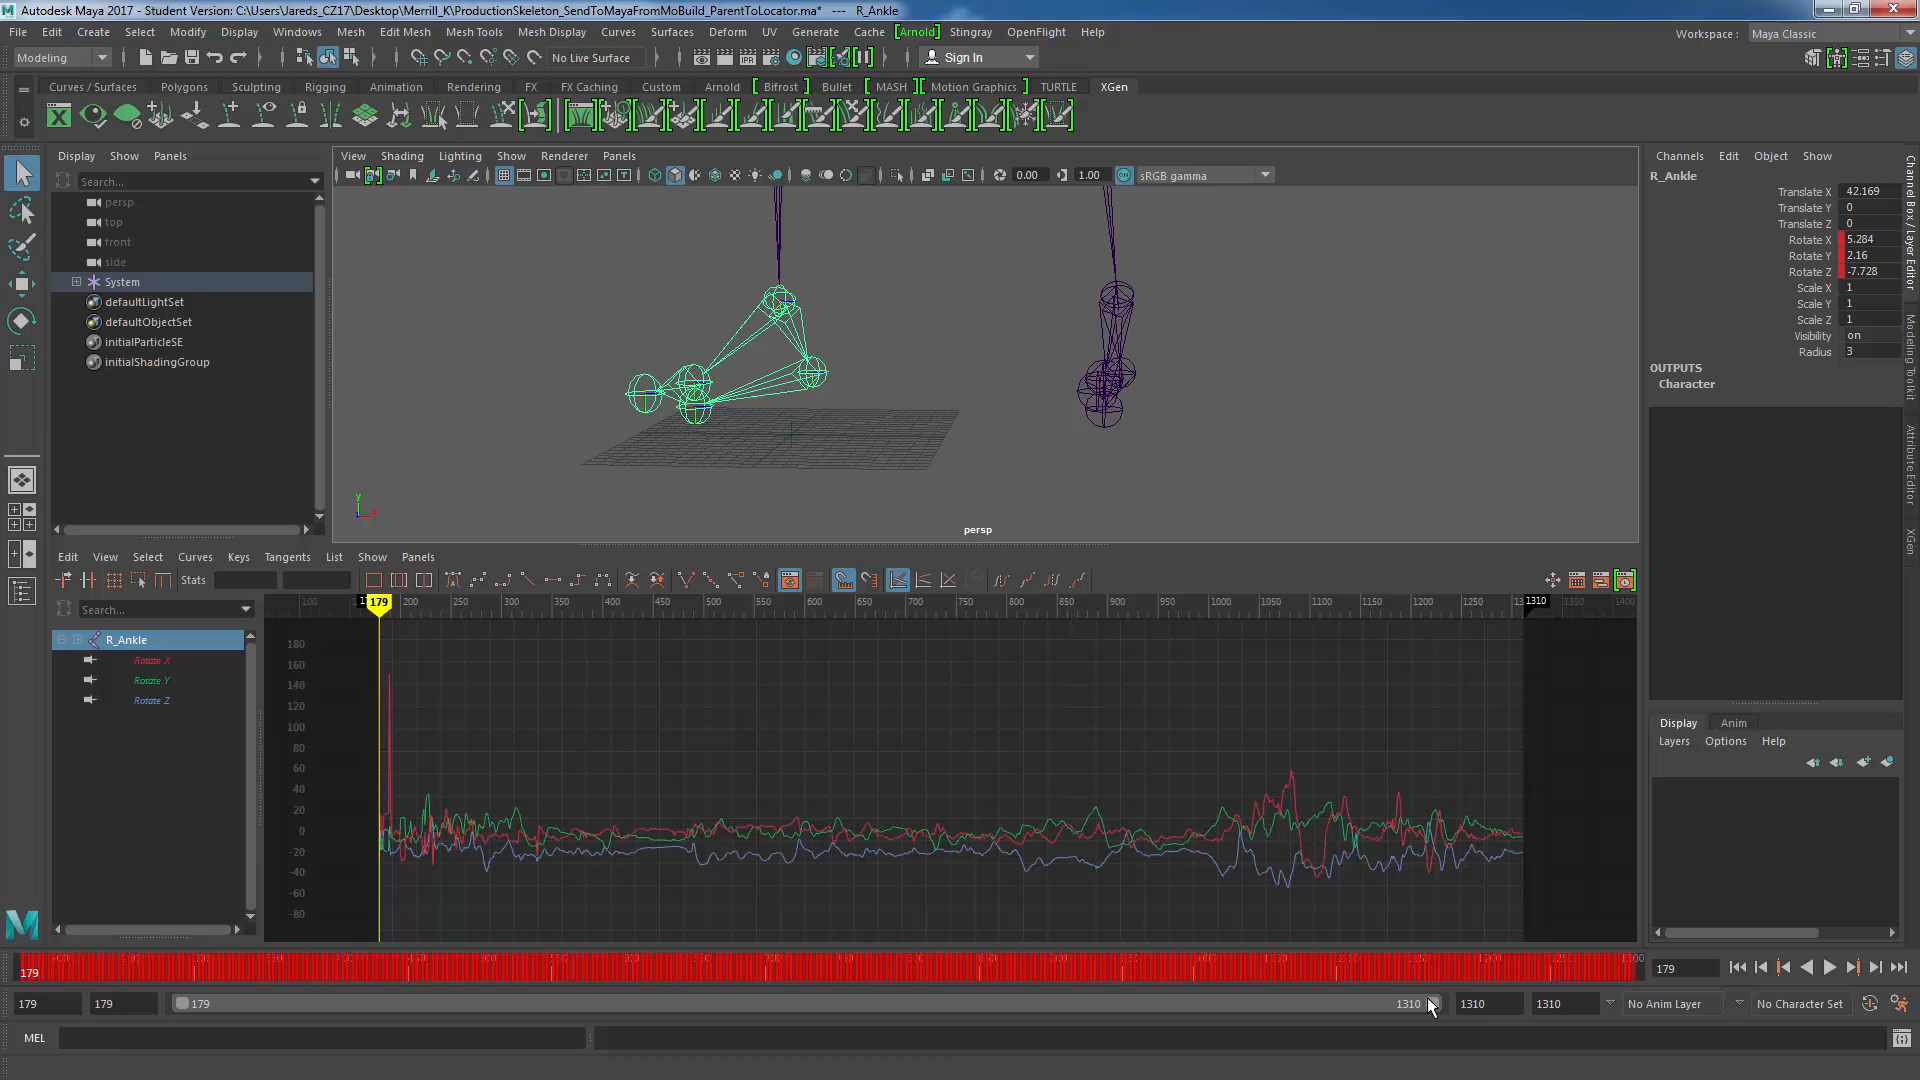 Autodesk Maya 2017 - Student Version: C:\Users\Jareds_CZ17\Desktop\Merrill_K\ProductionSkeleton_SendToMayaFromMoBuild_ParentToLocator.ma* --- R_Ankle
File Edit Create Select Modify Display Windows Mesh Edit Mesh Mesh Tools Mesh Display Curves Surfaces Deform UV Generate Cache [Arnold] Stingray OpenFlight Help
Workspace : Maya Classic
Modeling No Live Surface Sign In
Curves / Surfaces Polygons Sculpting Rigging Animation Rendering FX FX Caching Custom Arnold Bifrost Bullet MASH Motion Graphics TURTLE XGen
Display Show Panels
Search...
persp
top
front
side
System
defaultLightSet
defaultObjectSet
initialParticleSE
initialShadingGroup
View Shading Lighting Show Renderer Panels
0.00 1.00 sRGB gamma
y
x
persp
Channels Edit Object Show
R_Ankle
Translate X 42.169
Translate Y 0
Translate Z 0
Rotate X 5.284
Rotate Y 2.16
Rotate Z -7.728
Scale X 1
Scale Y 1
Scale Z 1
Visibility on
Radius 3
OUTPUTS
Character
Channel Box / Layer Editor
Modeling Toolkit
Attribute Editor
XGen
Edit View Select Curves Keys Tangents List Show Panels
Stats
Search...
R_Ankle
Rotate X
Rotate Y
Rotate Z
100 179 200 250 300 350 400 450 500 550 600 650 700 750 800 850 900 950 1000 1050 1100 1150 1200 1250 1310 1350 1400
180
160
140
120
100
80
60
40
20
0
-20
-40
-60
-80
Display Anim
Layers Options Help
179
179
179 179 179 1310 1310 1310 No Anim Layer No Character Set
MEL